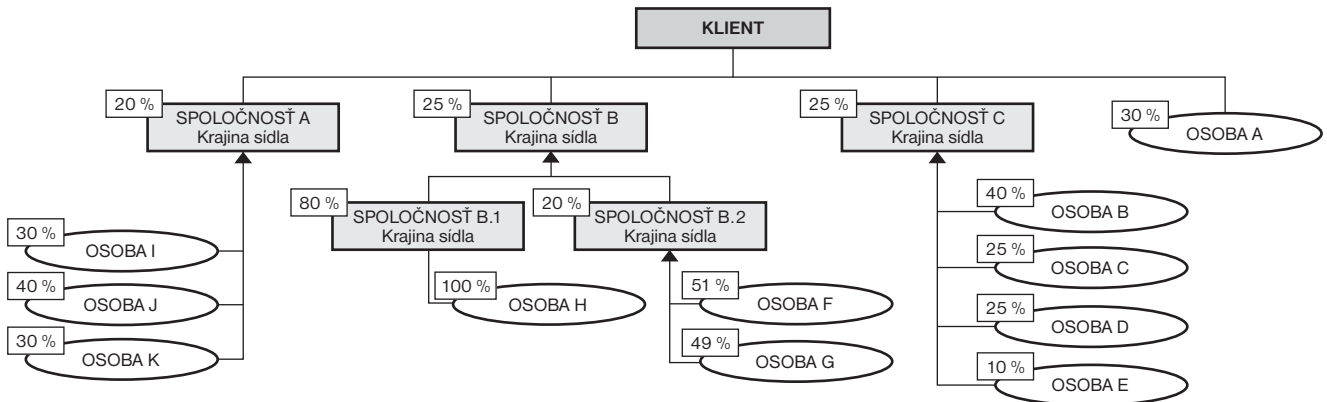 KLIENT
20 %
SPOLOČNOSŤ A
Krajina sídla
25 %
SPOLOČNOSŤ B
Krajina sídla
25 %
SPOLOČNOSŤ C
Krajina sídla
30 %
OSOBA A
80 %
SPOLOČNOSŤ B.1
Krajina sídla
20 %
SPOLOČNOSŤ B.2
Krajina sídla
30 %
OSOBA I
40 %
OSOBA J
30 %
OSOBA K
100 %
OSOBA H
51 %
OSOBA F
49 %
OSOBA G
40 %
OSOBA B
25 %
OSOBA C
25 %
OSOBA D
10 %
OSOBA E